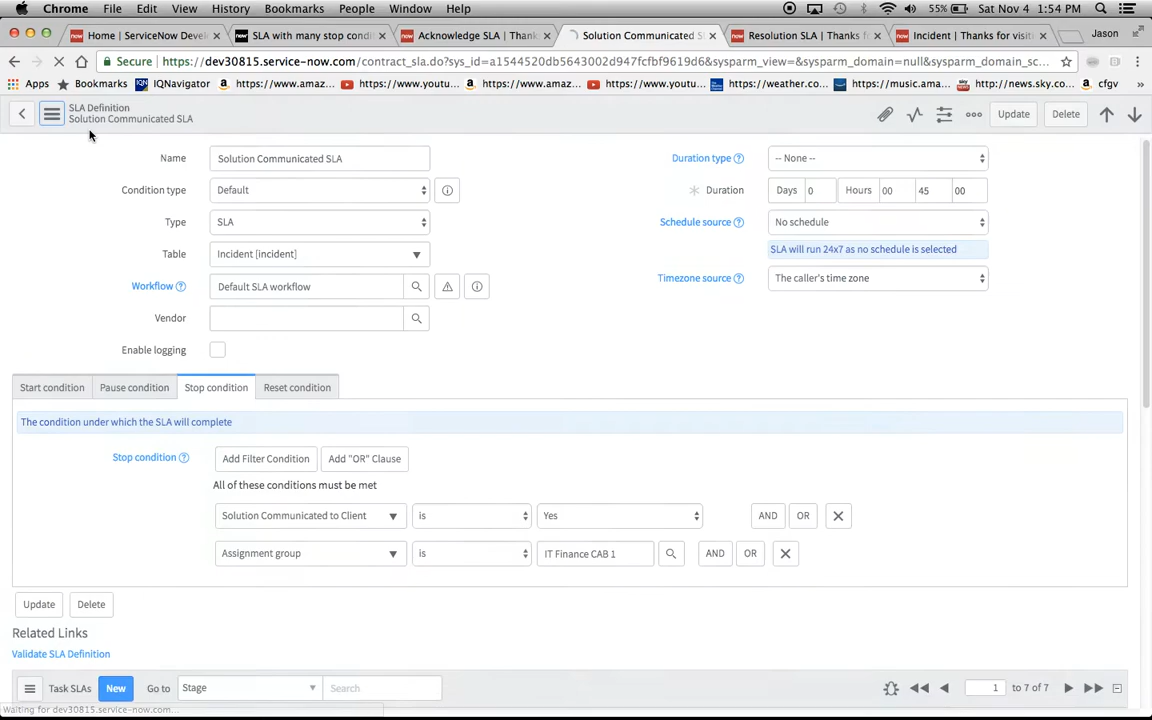 Chrome File Edit View History Bookmarks People Window Help 55% Sat Nov 4 1:54 PM
Home | ServiceNow Devel SLA with many stop condit Acknowledge SLA | Thank Solution Communicated S Resolution SLA | Thanks f Incident | Thanks for visiti Jason
Secure https://dev30815.service-now.com/contract_sla.do?sys_id=a1544520db5643002d947fcfbf9619d6&sysparm_view=&sysparm_domain=null&sysparm_domain_sc...
Apps Bookmarks IQNavigator https://www.amaz... https://www.youtu... https://www.amaz... https://www.youtu... https://weather.co... https://music.ama... http://news.sky.co... cfgv »
SLA Definition
Solution Communicated SLA
Update Delete
Name Solution Communicated SLA Duration type -- None --
Condition type Default Duration Days 0 Hours 00 45 00
Type SLA Schedule source No schedule
SLA will run 24x7 as no schedule is selected
Table Incident [incident]
Timezone source The caller's time zone
Workflow Default SLA workflow
Vendor
Enable logging
Start condition Pause condition Stop condition Reset condition
The condition under which the SLA will complete
Stop condition Add Filter Condition Add "OR" Clause
All of these conditions must be met
Solution Communicated to Client is Yes AND OR
Assignment group is IT Finance CAB 1 AND OR
Update Delete
Related Links
Validate SLA Definition
Task SLAs New Go to Stage Search 1 to 7 of 7
Waiting for dev30815.service-now.com...